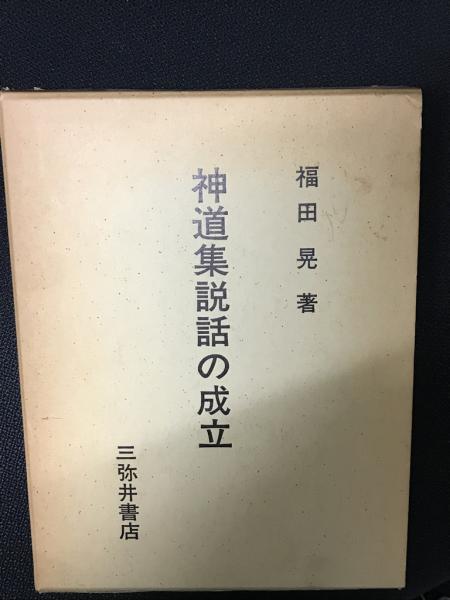 福田晃著
神道集説話の成立
三弥井書店